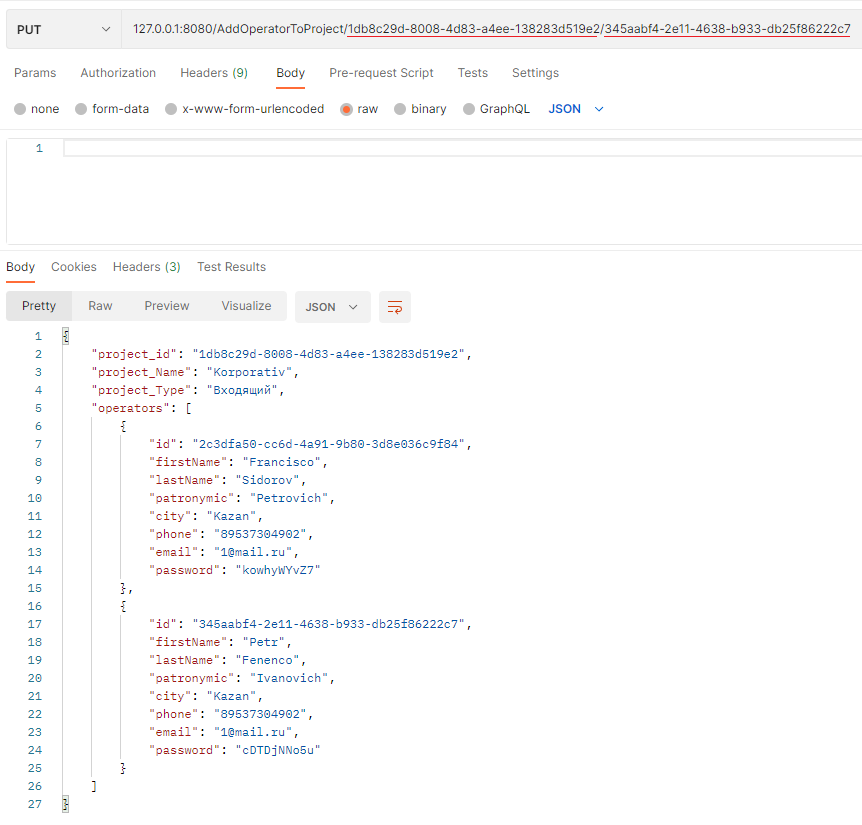 PUT 127.0.0.1:8080/AddOperatorToProject/1db8c29d-8008-4d83-a4ee-138283d519e2/345aabf4-2e11-4638-b933-db25f86222c7
Params Authorization Headers (9) Body Pre-request Script Tests Settings
none form-data x-www-form-urlencoded raw binary GraphQL JSON
1
Body Cookies Headers (3) Test Results
Pretty Raw Preview Visualize JSON
1 {
2 "project_id": "1db8c29d-8008-4d83-a4ee-138283d519e2",
3 "project_Name": "Korporativ",
4 "project_Type": "Входящий",
5 "operators": [
6 {
7 "id": "2c3dfa50-cc6d-4a91-9b80-3d8e036c9f84",
8 "firstName": "Francisco",
9 "lastName": "Sidorov",
10 "patronymic": "Petrovich",
11 "city": "Kazan",
12 "phone": "89537304902",
13 "email": "1@mail.ru",
14 "password": "kowhyWYvZ7"
15 },
16 {
17 "id": "345aabf4-2e11-4638-b933-db25f86222c7",
18 "firstName": "Petr",
19 "lastName": "Fenenco",
20 "patronymic": "Ivanovich",
21 "city": "Kazan",
22 "phone": "89537304902",
23 "email": "1@mail.ru",
24 "password": "cDTDjNNo5u"
25 }
26 ]
27 }